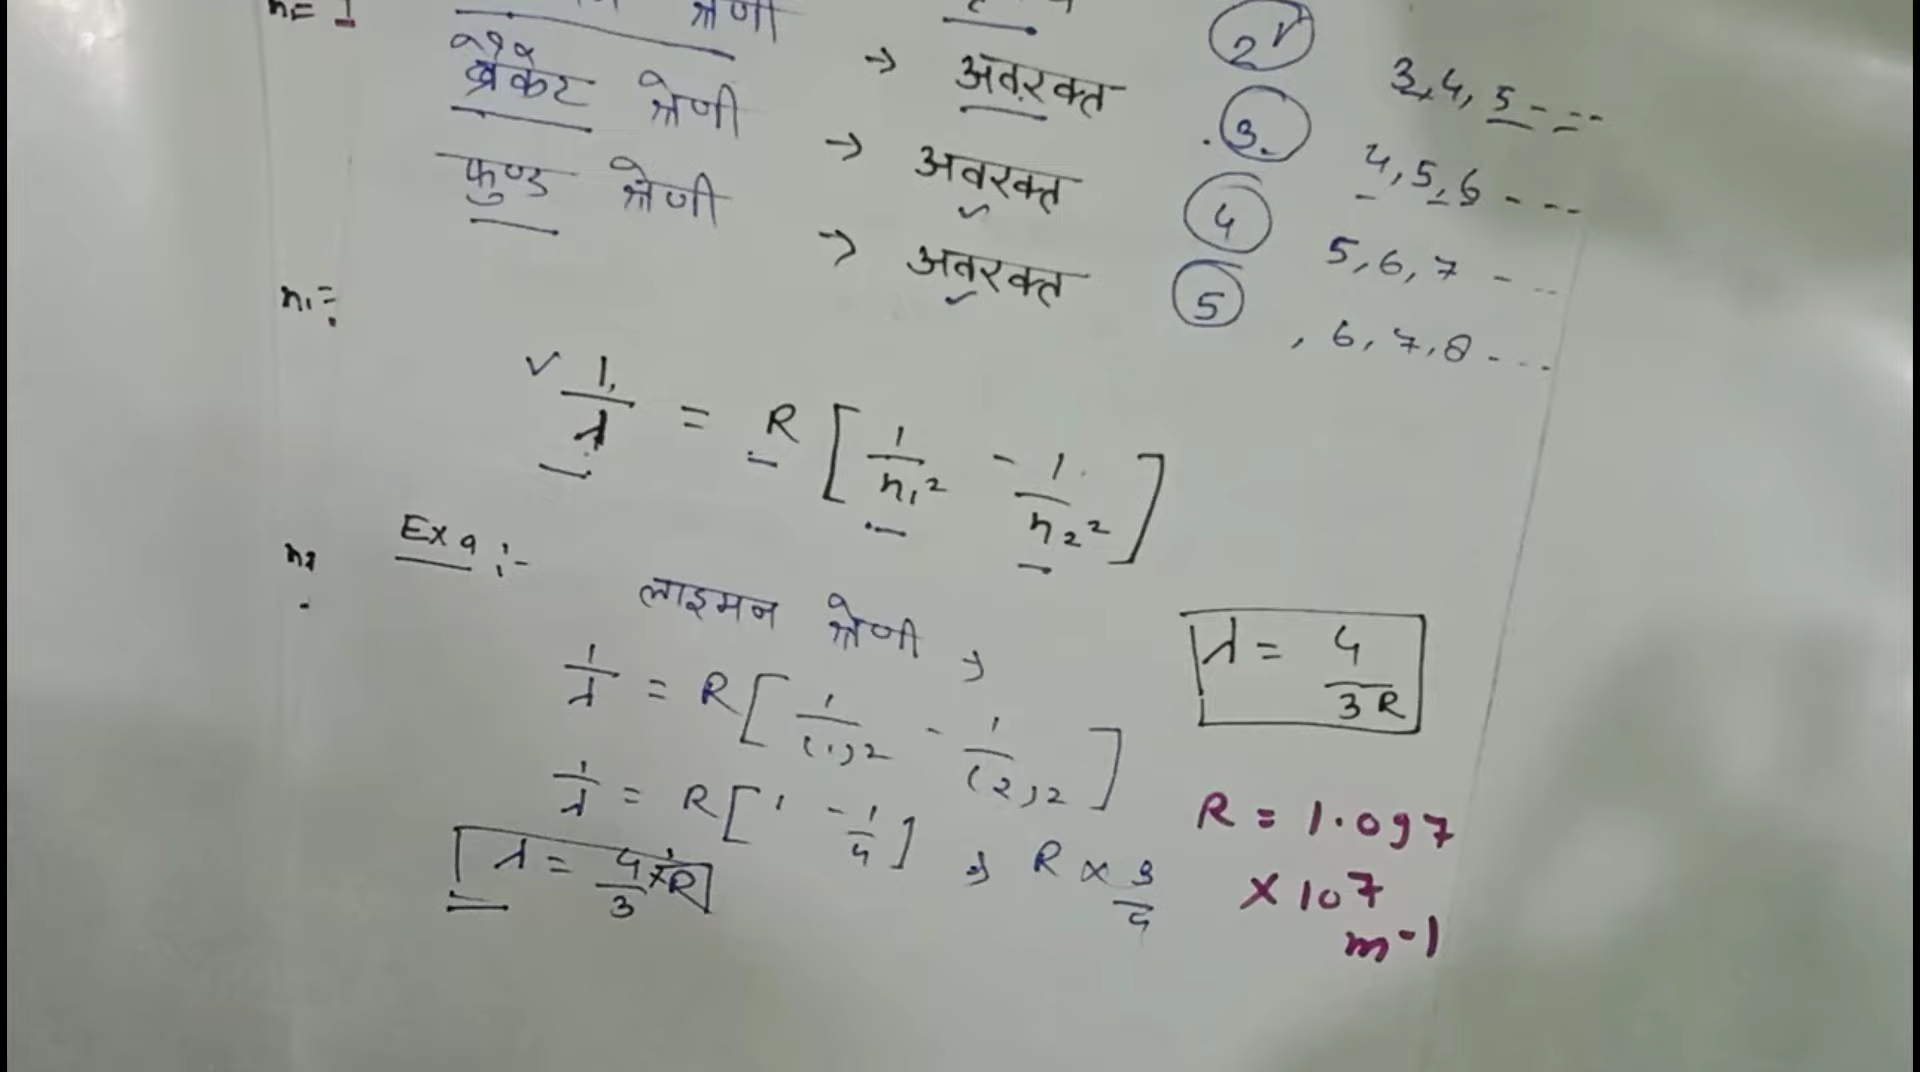 n= 1 श्रेणी 2 3,4,5---
ब्रैकेट श्रेणी → अवरक्त .3. 4,5,6---
फुण्ड श्रेणी → अवरक्त 4 5,6,7---
→ अवरक्त 5 , 6,7,8---
n₁=
✓ 1/λ = R [1/n₁² - 1/n₂²]
n₂ Exa :-
लाइमन श्रेणी →
1/λ = R [1/(1)2 - 1/(2)2]
λ = 4/3R
1/λ = R [1 - 1/4] → R × 3/4
λ = 4/3×R
R = 1.097
× 107
m-1